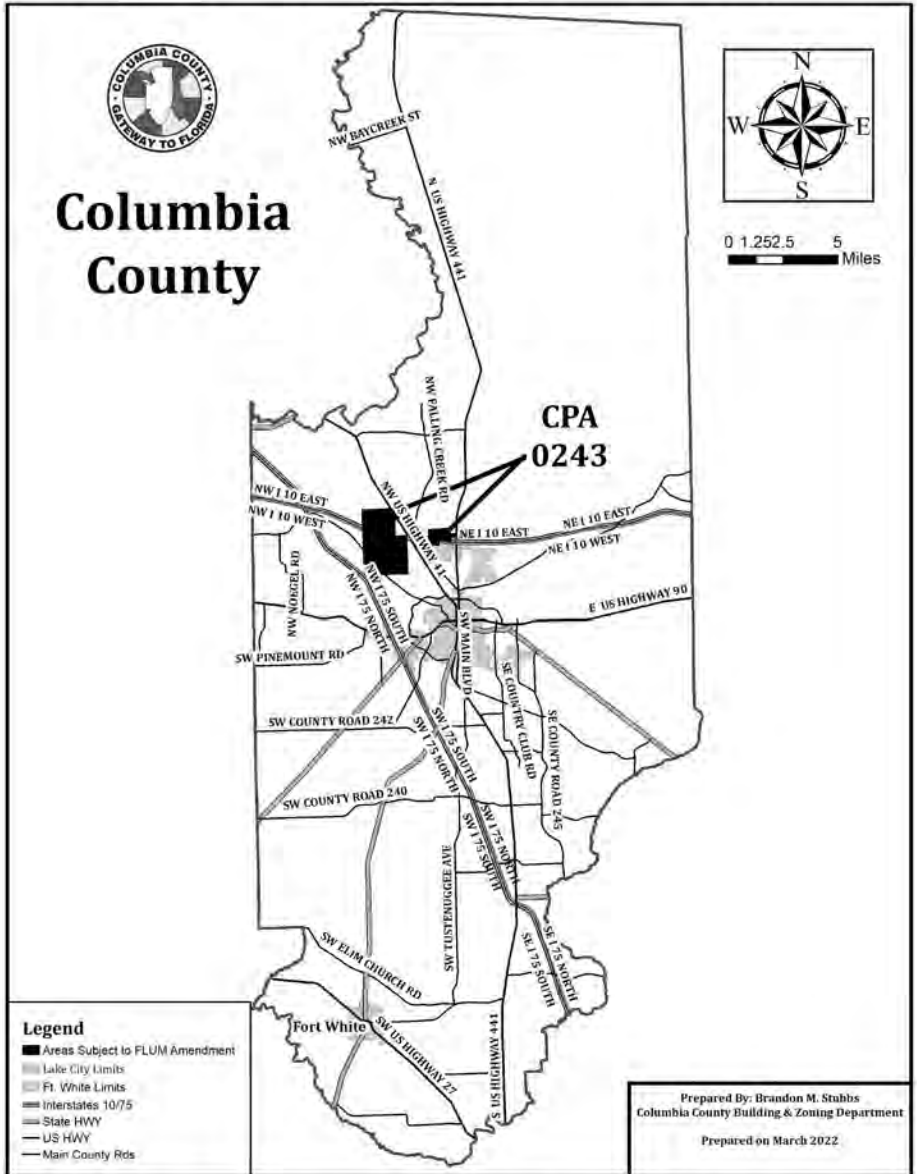 COLUMBIA COUNTY
GATEWAY TO FLORIDA
Columbia
County
N
W
E
S
0 1.25 2.5 5
Miles
NW BAYCREEK ST
N US HIGHWAY 441
NW FALLING CREEK RD
CPA
0243
NW I 10 EAST
NW I 10 WEST
NW US HIGHWAY 41
NE I 10 EAST
NE I 10 EAST
NE I 10 WEST
NW NOEGEL RD
NW I 75 SOUTH
NW I 75 NORTH
E US HIGHWAY 90
SW PINEMOUNT RD
SW MAIN BLVD
SE COUNTRY CLUB RD
SE COUNTY ROAD 245
SW COUNTY ROAD 242
SW I 75 SOUTH
SW I 75 NORTH
SW COUNTY ROAD 240
SW I 75 NORTH
SW I 75 SOUTH
SW TUSTENUGGEE AVE
SW ELIM CHURCH RD
SE I 75 NORTH
SE I 75 SOUTH
Fort White
SW US HIGHWAY 27
S US HIGHWAY 441
Legend
Areas Subject to FLUM Amendment
Lake City Limits
Ft. White Limits
Interstates 10/75
State HWY
US HWY
Main County Rds
Prepared By: Brandon M. Stubbs
Columbia County Building & Zoning Department
Prepared on March 2022